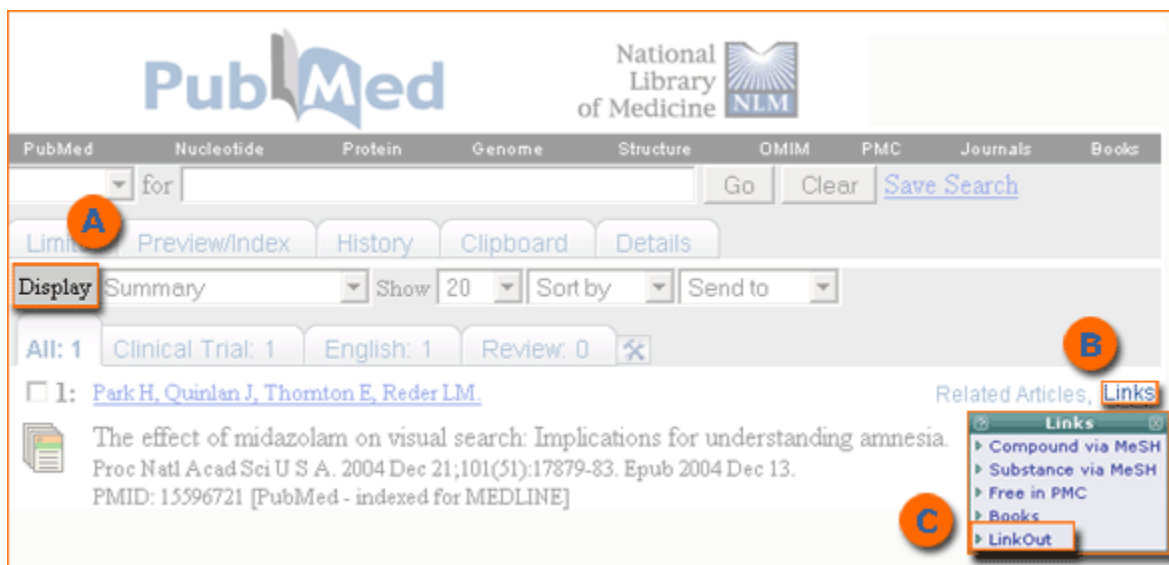 PubMed
National
Library
of Medicine NLM
PubMed Nucleotide Protein Genome Structure OMIM PMC Journals Books
for Go Clear Save Search
A
Limits Preview/Index History Clipboard Details
Display Summary Show 20 Sort by Send to
All: 1 Clinical Trial: 1 English: 1 Review: 0
B
1: Park H, Quinlan J, Thornton E, Reder LM. Related Articles, Links
Links
The effect of midazolam on visual search: Implications for understanding amnesia.
Proc Natl Acad Sci U S A. 2004 Dec 21;101(51):17879-83. Epub 2004 Dec 13.
PMID: 15596721 [PubMed - indexed for MEDLINE]
Compound via MeSH
Substance via MeSH
Free in PMC
Books
C
LinkOut